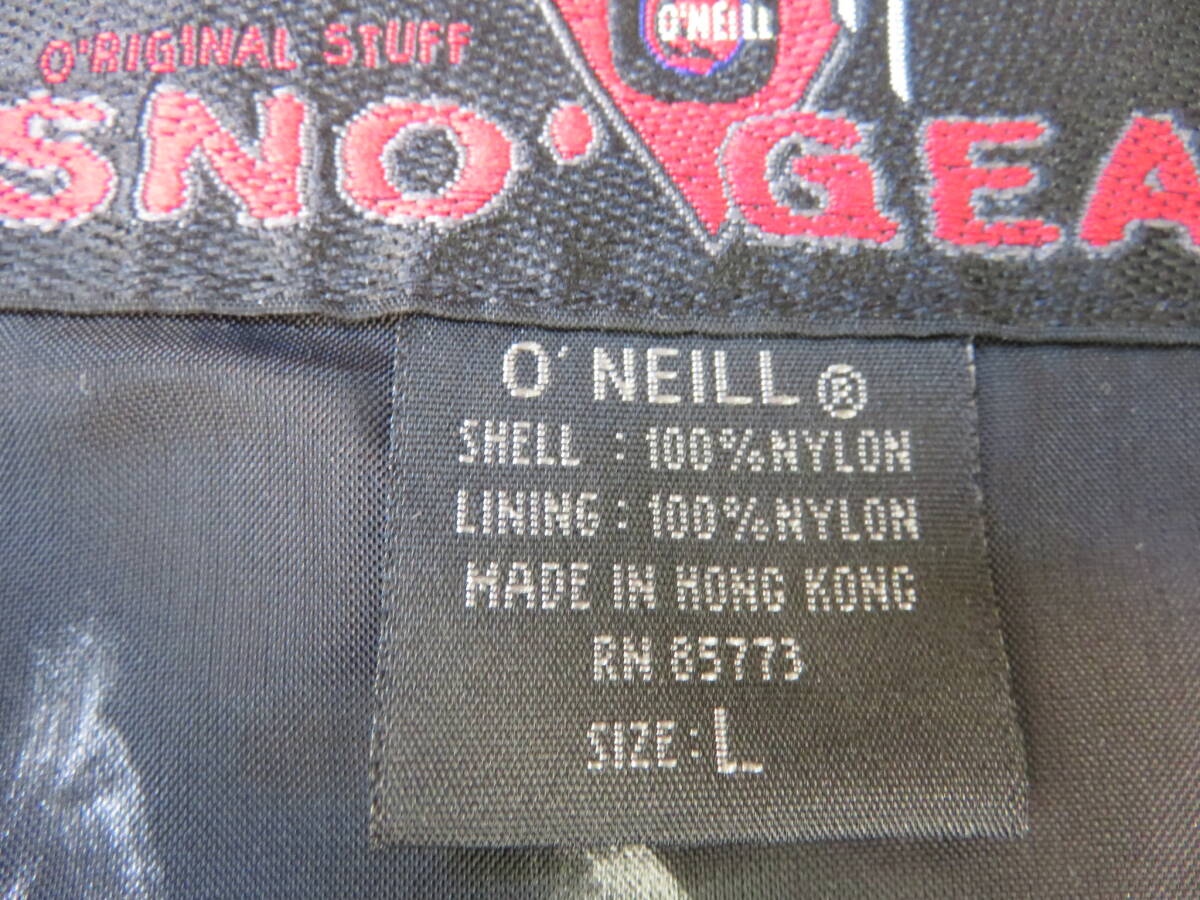 O'NEILL
O'RIGINAL STUFF
SNO' GEA
O'NEILL®
SHELL : 100%NYLON
LINING : 100%NYLON
MADE IN HONG KONG
RN 85773
SIZE: L